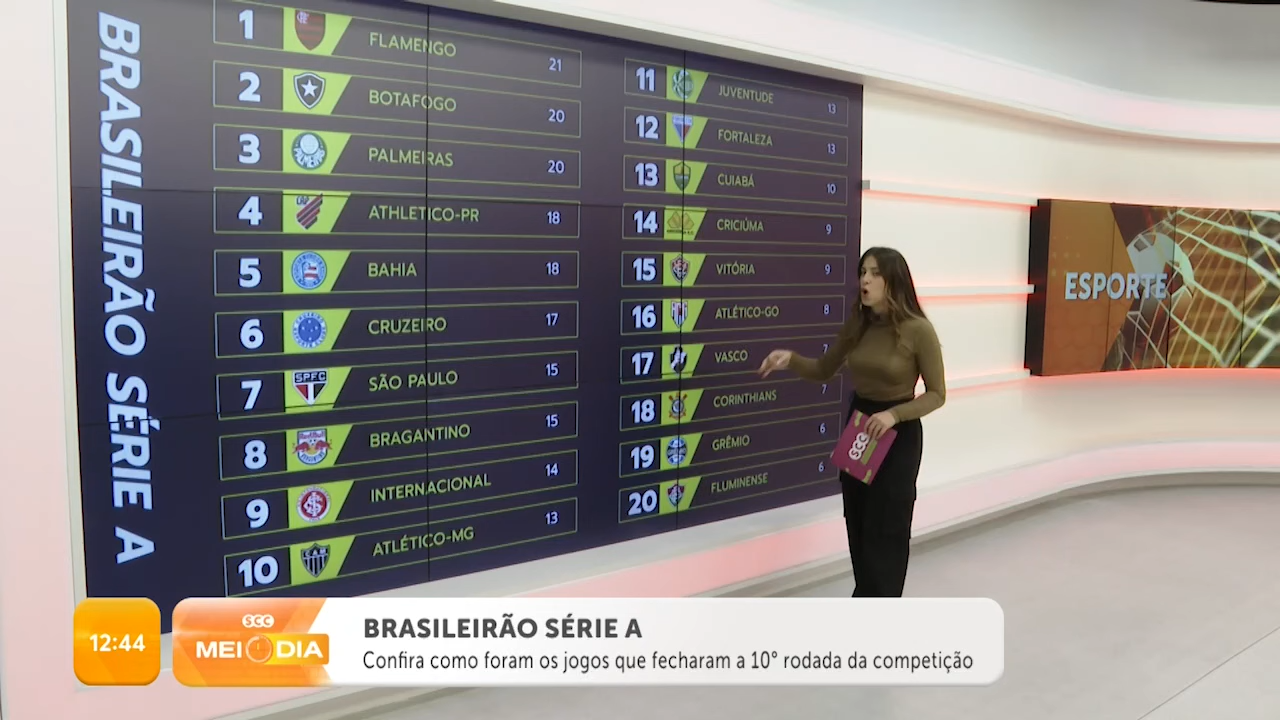 BRASILEIRÃO SÉRIE A
1 FLAMENGO 21
2 BOTAFOGO 20
3 PALMEIRAS 20
4 ATHLETICO-PR 18
5 BAHIA 18
6 CRUZEIRO 17
7 SPFC SÃO PAULO 15
8 BRAGANTINO 15
9 INTERNACIONAL 14
10 CAM ATLÉTICO-MG 13
11 JUVENTUDE 13
12 FORTALEZA 13
13 CUIABÁ 10
14 CRICIÚMA 9
15 VITÓRIA 9
16 ATLÉTICO-GO 8
17 VASCO 7
18 CORINTHIANS 7
19 GRÊMIO 6
20 FLUMINENSE 6
ESPORTE
scc
12:44
scc
MEIO DIA
BRASILEIRÃO SÉRIE A
Confira como foram os jogos que fecharam a 10° rodada da competição